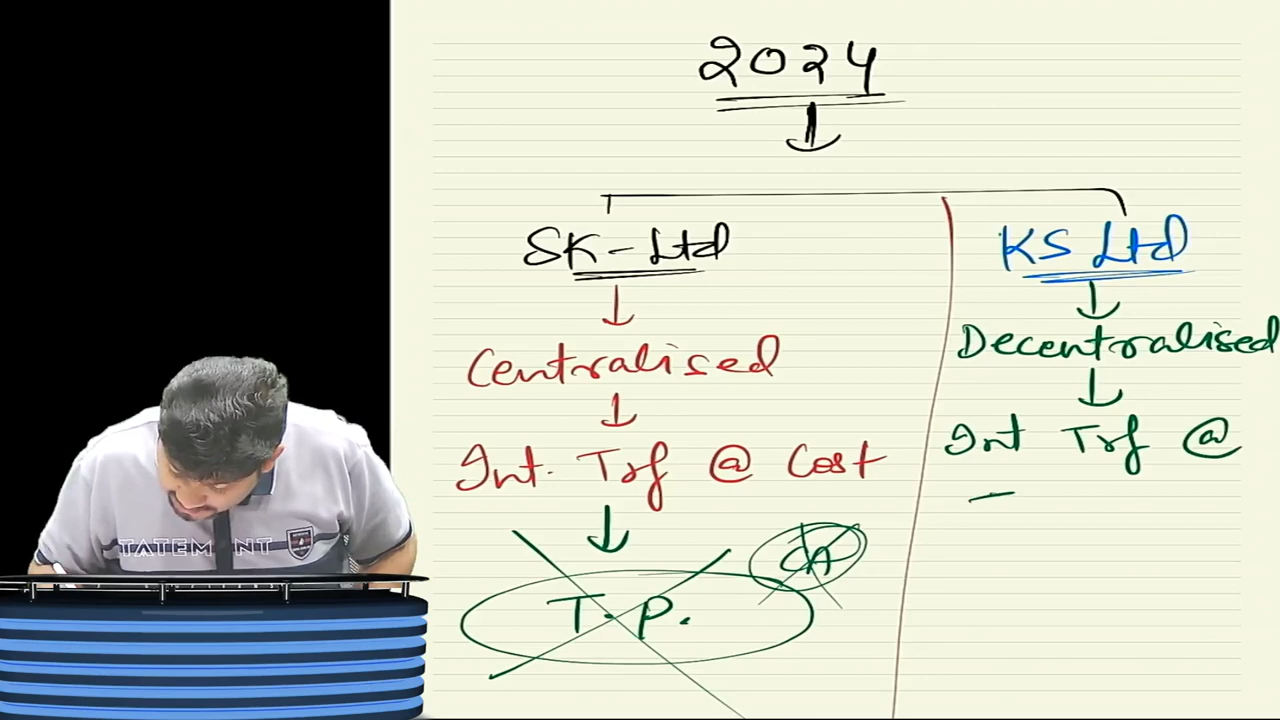 2024
SK-Ltd
KS Ltd
Centralised
Decentralised
Int. Trf @ Cost
Int Trf @
CA
T.P.
TATEMENT